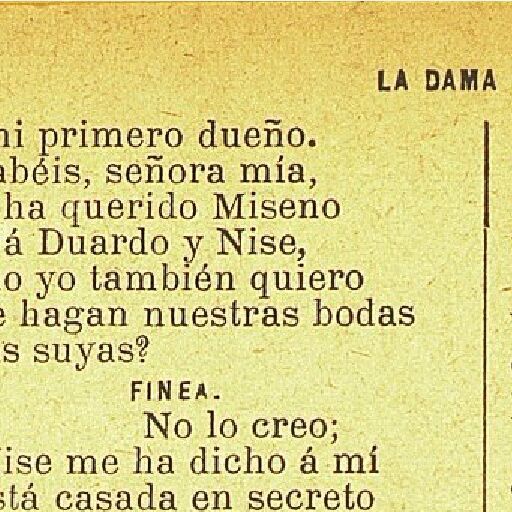 LA DAMA
mi primero dueño.
abéis, señora mía,
ha querido Miseno
á Duardo y Nise,
o yo también quiero
e hagan nuestras bodas
s suyas?
FINEA.
No lo creo;
ise me ha dicho á mí
stá casada en secreto